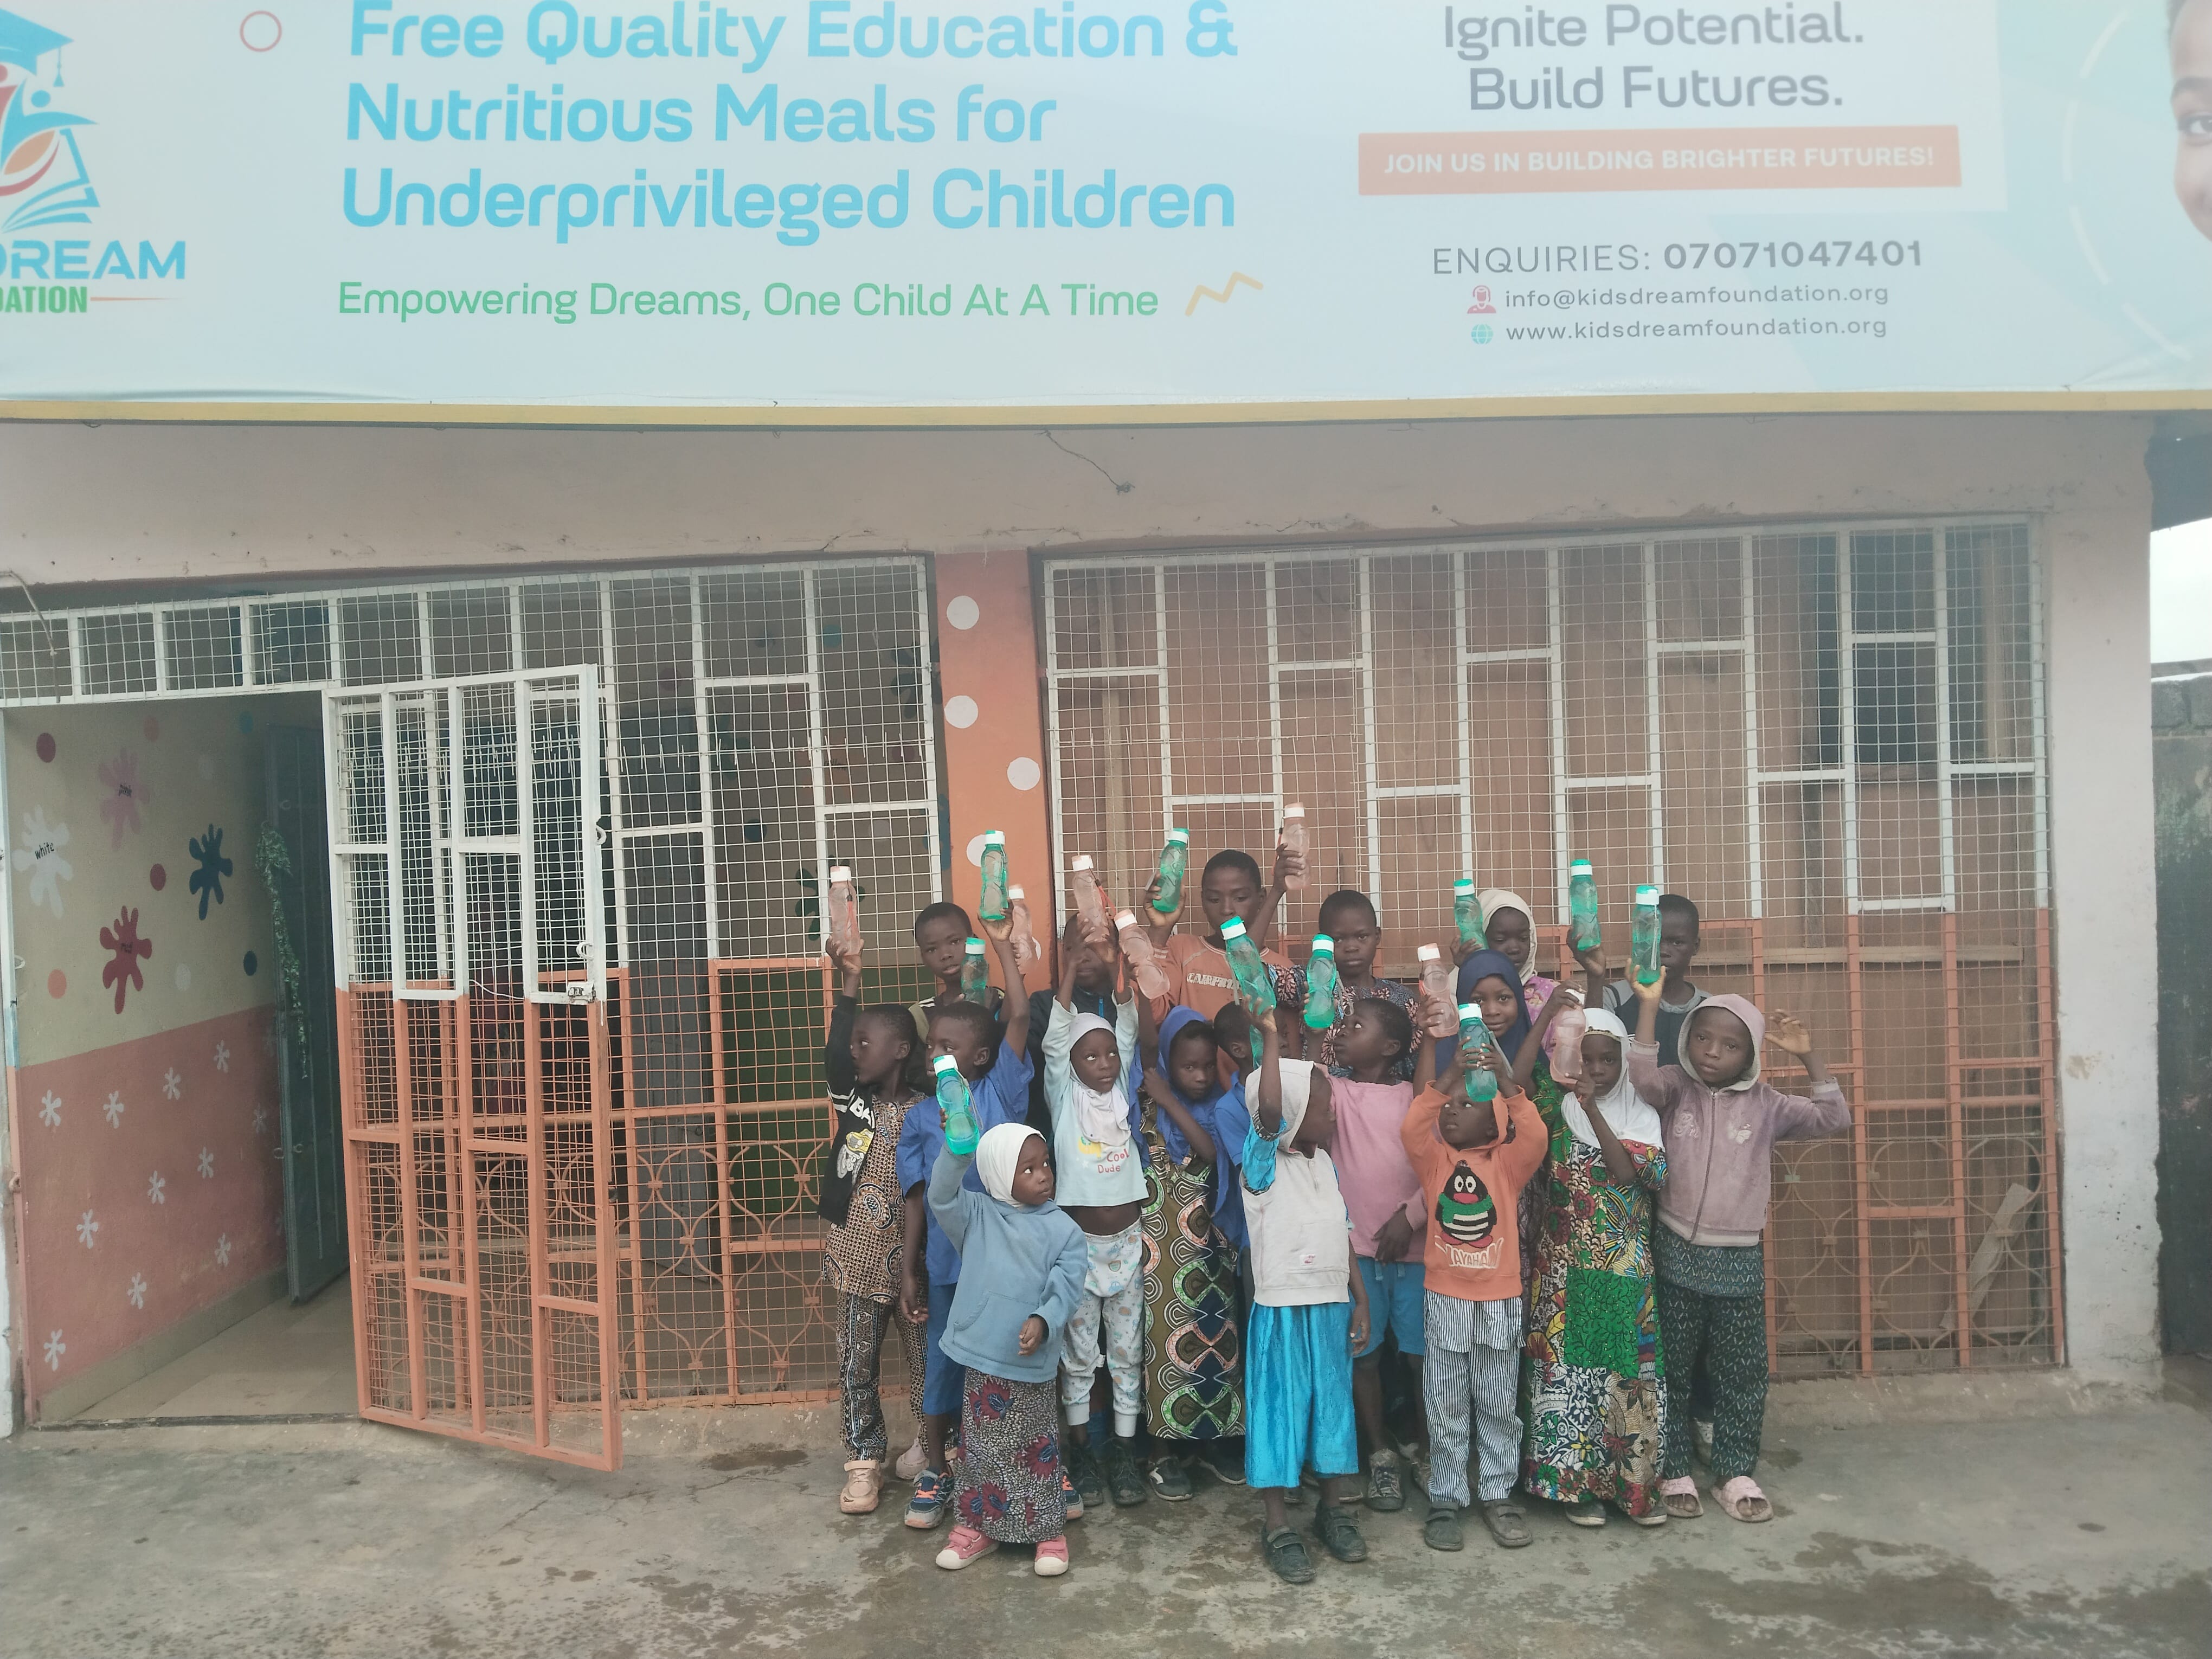 Free Quality Education &
Nutritious Meals for
Underprivileged Children
Empowering Dreams, One Child At A Time
DREAM
DATION
Ignite Potential.
Build Futures.
JOIN US IN BUILDING BRIGHTER FUTURES!
ENQUIRIES: 07071047401
info@kidsdreamfoundation.org
www.kidsdreamfoundation.org
pink
white
Cool
Dude